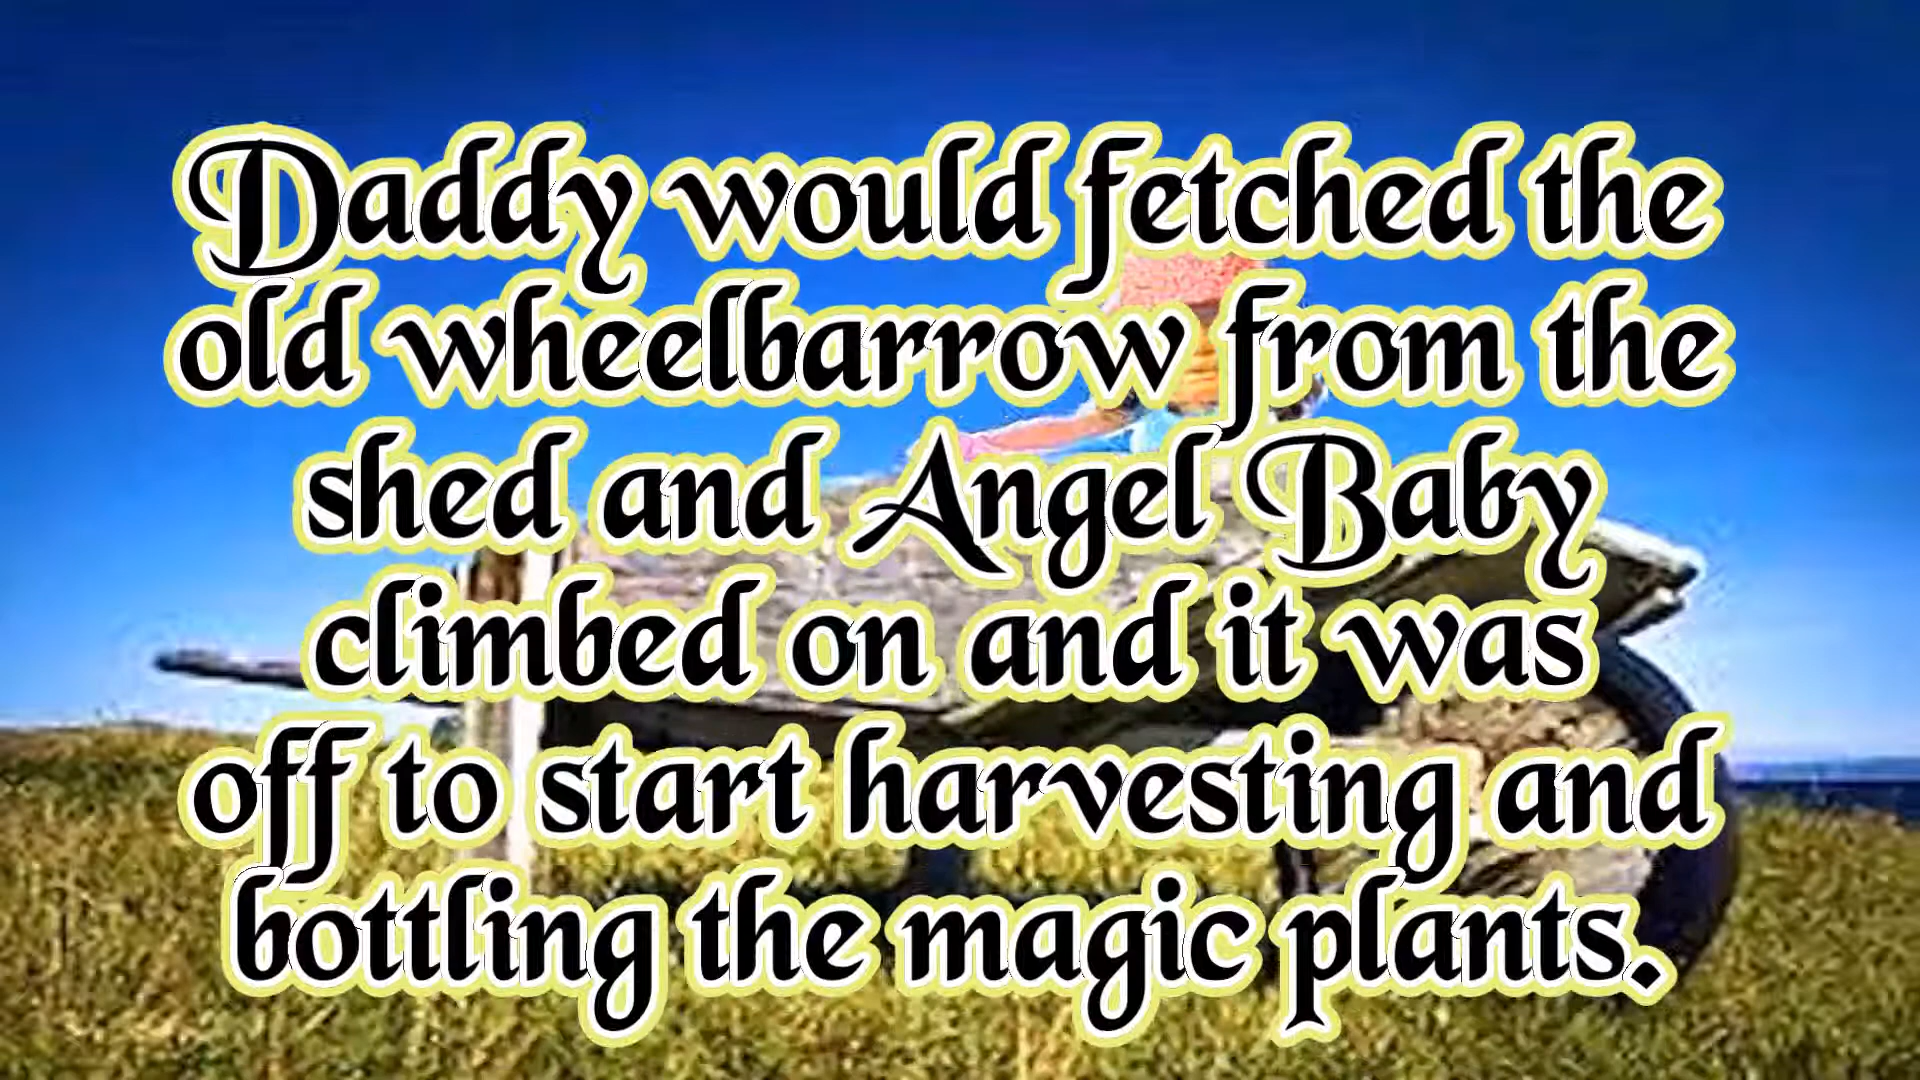 Daddy would fetched the
old wheelbarrow from the
shed and Angel Baby
climbed on and it was
off to start harvesting and
bottling the magic plants.